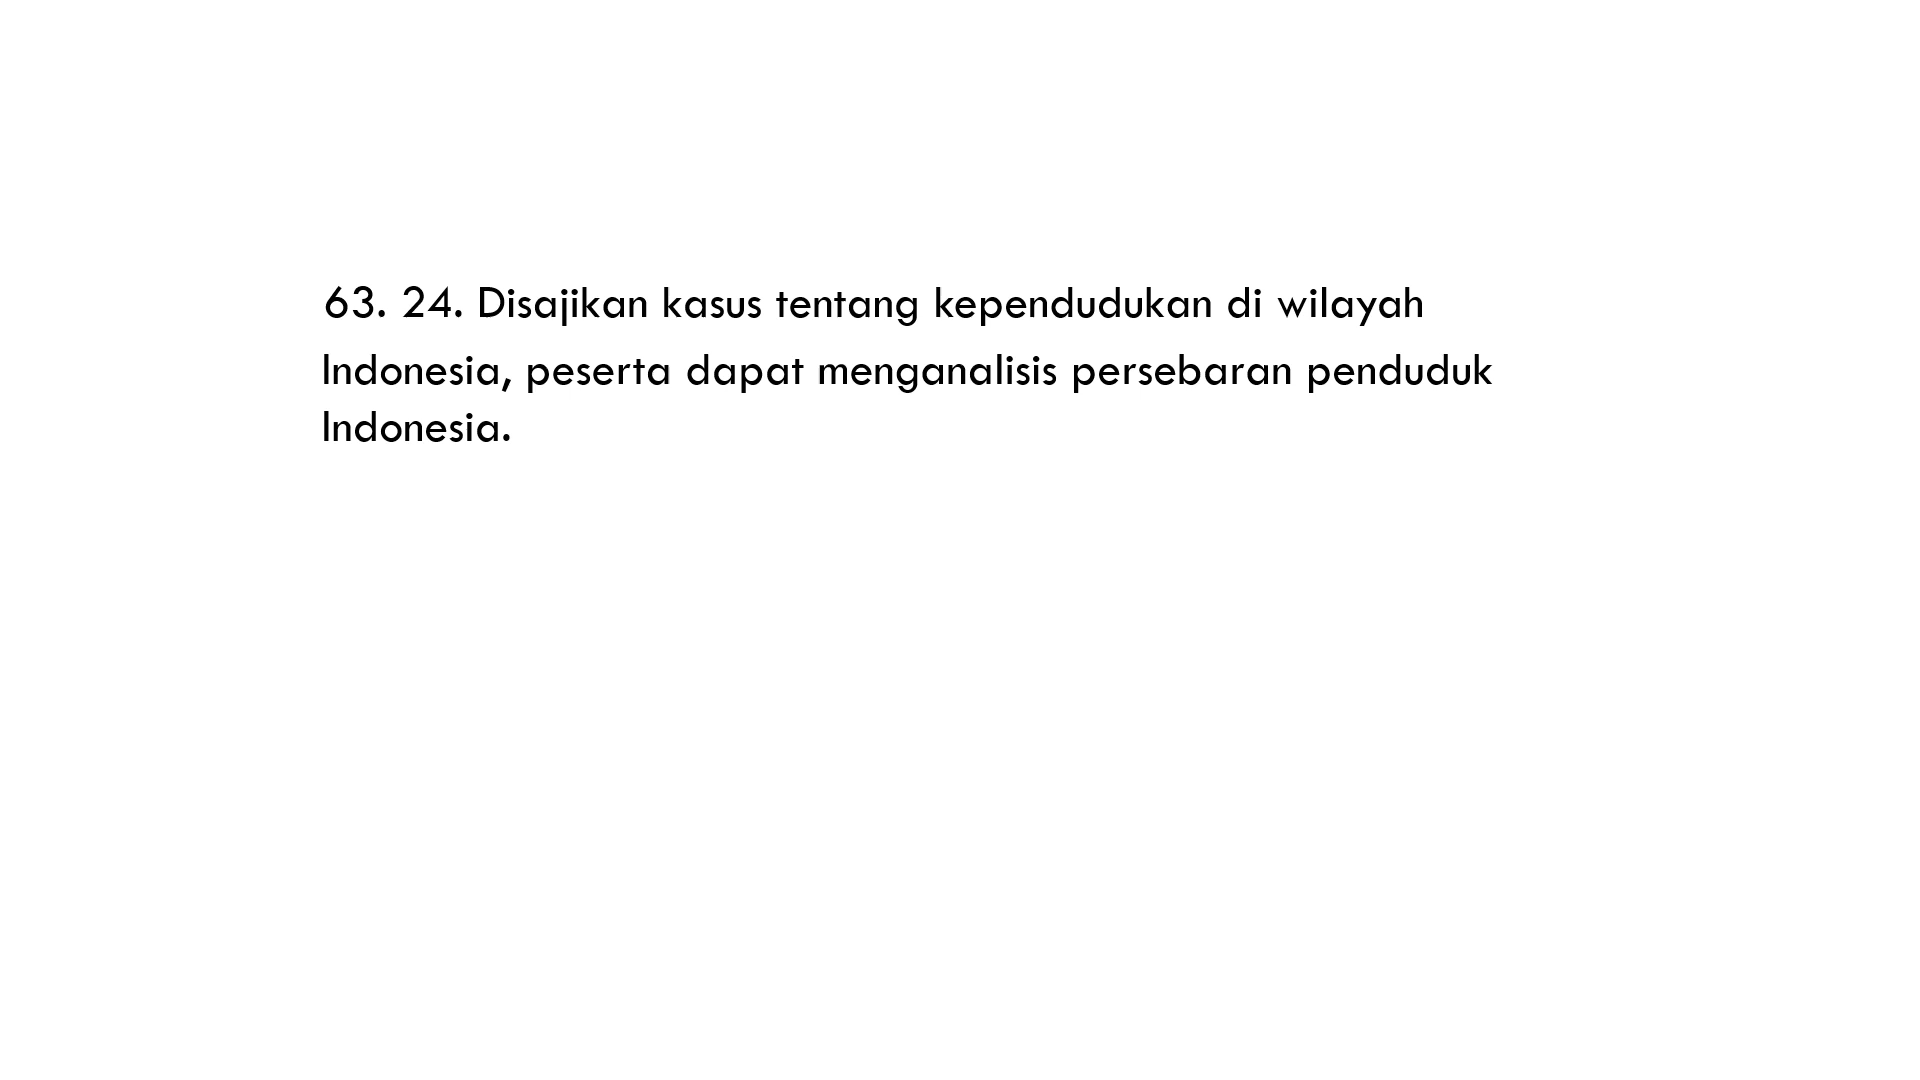 63. 24. Disajikan kasus tentang kependudukan di wilayah
Indonesia, peserta dapat menganalisis persebaran penduduk
Indonesia.